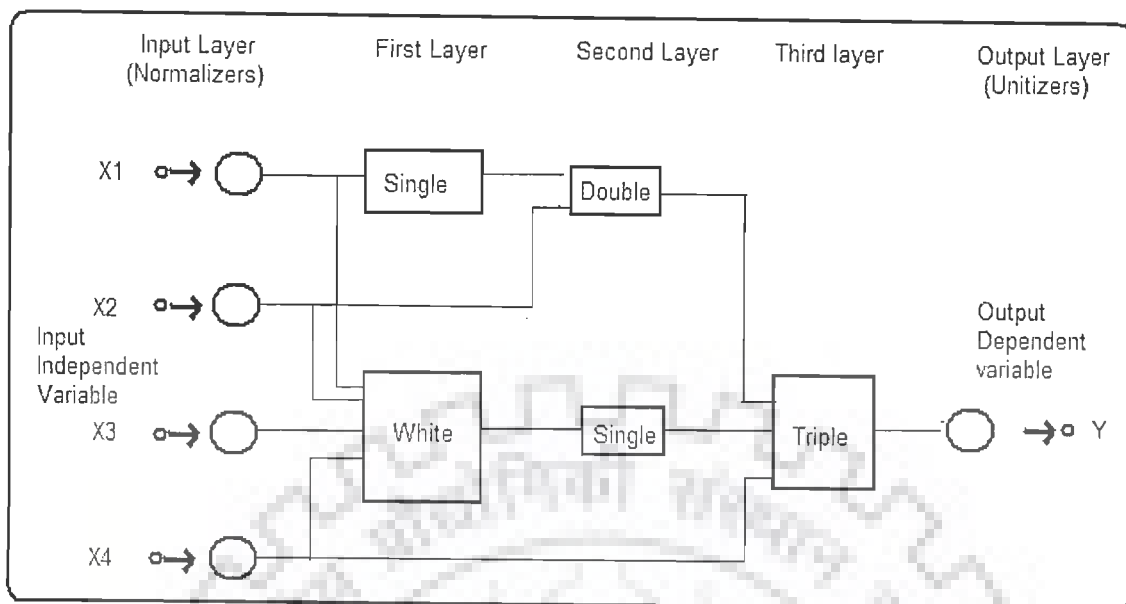 Input Layer
(Normalizers)
First Layer
Second Layer
Third layer
Output Layer
(Unitizers)
X1
Single
Double
X2
Input
Independent
Variable
Output
Dependent
variable
X3
White
Single
Triple
Y
X4